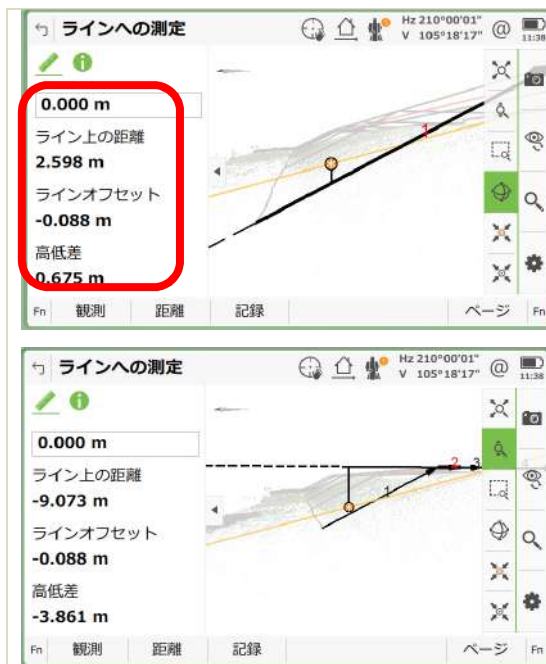 ラインへの測定
Hz 210°00'01"
V 105°18'17"
@
11:38
0.000 m
ライン上の距離
2.598 m
ラインオフセット
-0.088 m
高低差
0.675 m
1
Fn 観測 距離 記録 ページ Fn
ラインへの測定
Hz 210°00'01"
V 105°18'17"
@
11:38
0.000 m
ライン上の距離
-9.073 m
ラインオフセット
-0.088 m
高低差
-3.861 m
2 3
1
Fn 観測 距離 記録 ページ Fn